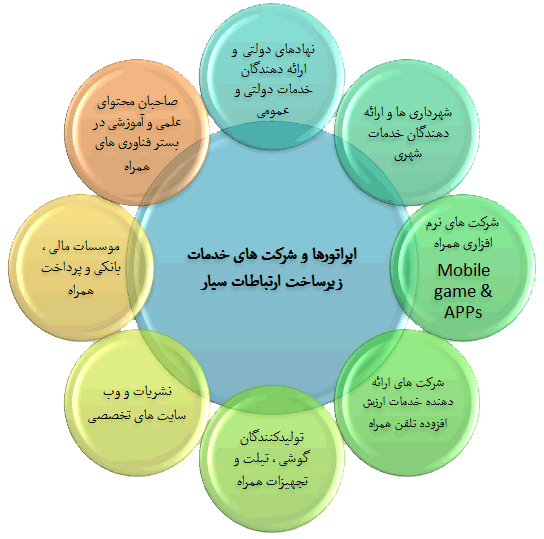 نهادهای دولتی و
ارائه دهندگان
خدمات دولتی و
عمومی
شهرداری ها و ارائه
دهندگان خدمات
شهری
شرکت های نرم
افزاری همراه
Mobile
game &
APPs
شرکت های ارائه
دهنده خدمات ارزش
افزوده تلفن همراه
تولیدکنندگان
گوشی ، تبلت و
تجهیزات همراه
نشریات و وب
سایت های تخصصی
موسسات مالی ،
بانکی و پرداخت
همراه
صاحبان محتوای
علمی و آموزشی در
بستر فناوری های
همراه
اپراتورها و شرکت های خدمات
زیرساخت ارتباطات سیار